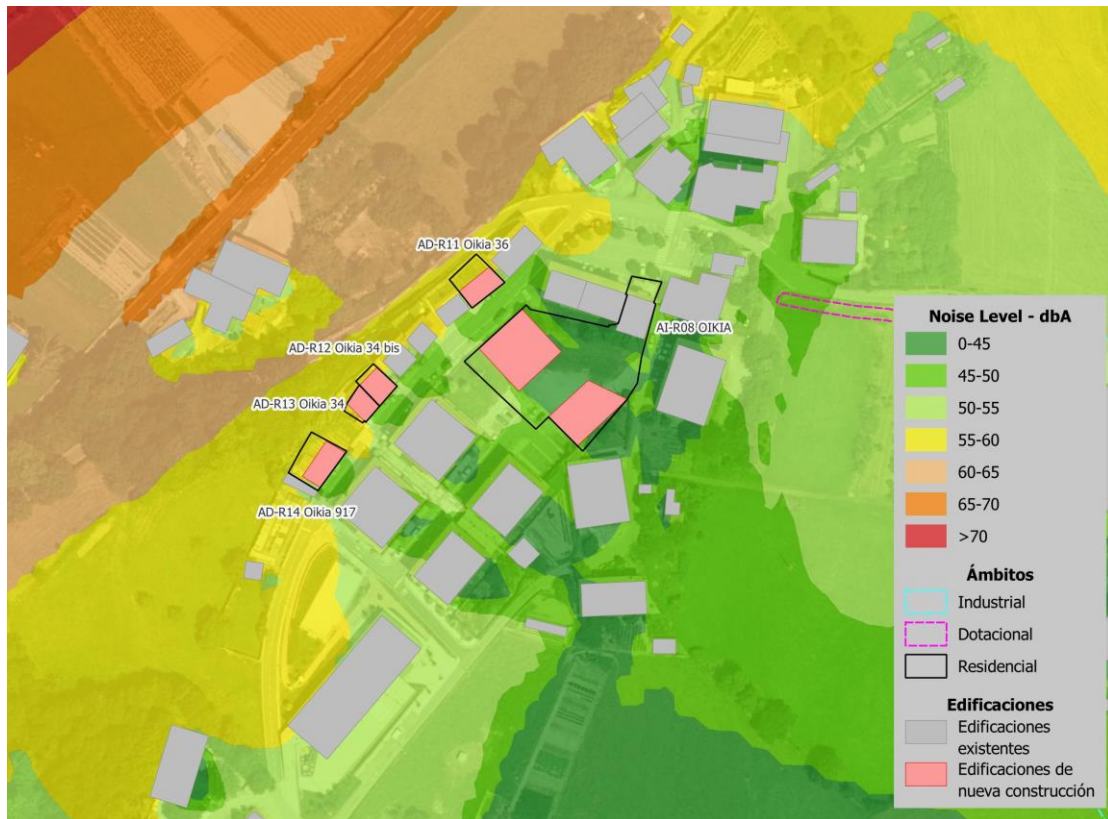 AD-R11 Oikia 36
AI-R08 OIKIA
AD-R12 Oikia 34 bis
AD-R13 Oikia 34
AD-R14 Oikia 917
Noise Level - dbA
0-45
45-50
50-55
55-60
60-65
65-70
>70
Ámbitos
Industrial
Dotacional
Residencial
Edificaciones
Edificaciones
existentes
Edificaciones de
nueva construcción